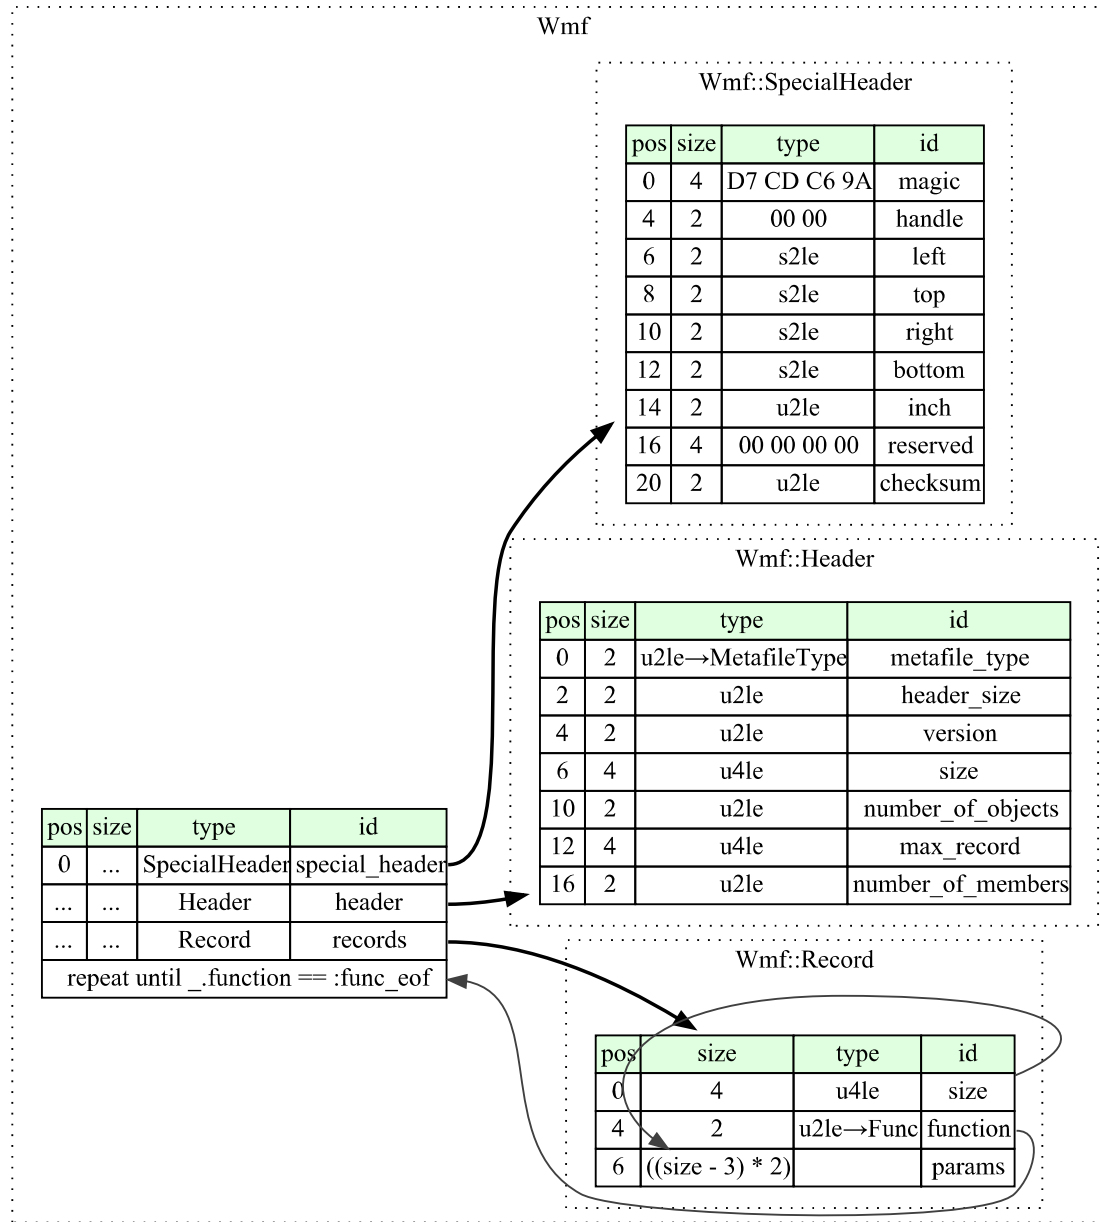 Wmf
Wmf::SpecialHeader
pos size type id
0 4 D7 CD C6 9A magic
4 2 00 00 handle
6 2 s2le left
8 2 s2le top
10 2 s2le right
12 2 s2le bottom
14 2 u2le inch
16 4 00 00 00 00 reserved
20 2 u2le checksum
Wmf::Header
pos size type id
0 2 u2le→MetafileType metafile_type
2 2 u2le header_size
4 2 u2le version
6 4 u4le size
10 2 u2le number_of_objects
12 4 u4le max_record
16 2 u2le number_of_members
pos size type id
0 ... SpecialHeader special_header
... ... Header header
... ... Record records
repeat until _.function == :func_eof
Wmf::Record
pos size type id
0 4 u4le size
4 2 u2le→Func function
6 ((size - 3) * 2) params